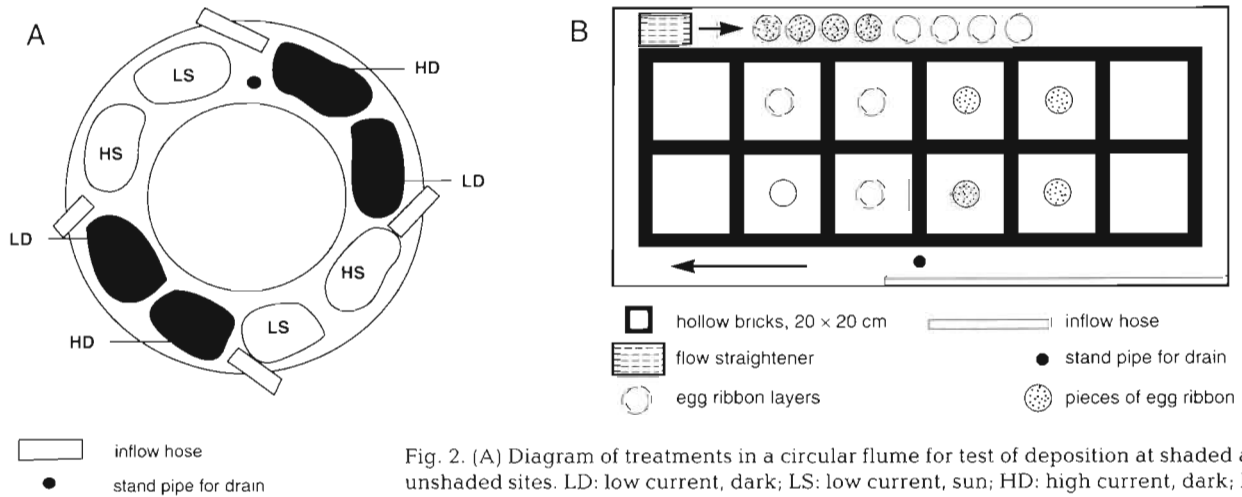 A
HD
LS
HS
LD
LD
HS
HD
LS
inflow hose
stand pipe for drain
B
hollow bricks, 20 × 20 cm
inflow hose
flow straightener
stand pipe for drain
egg ribbon layers
pieces of egg ribbon
Fig. 2. (A) Diagram of treatments in a circular flume for test of deposition at shaded
unshaded sites. LD: low current, dark; LS: low current, sun; HD: high current, dark;